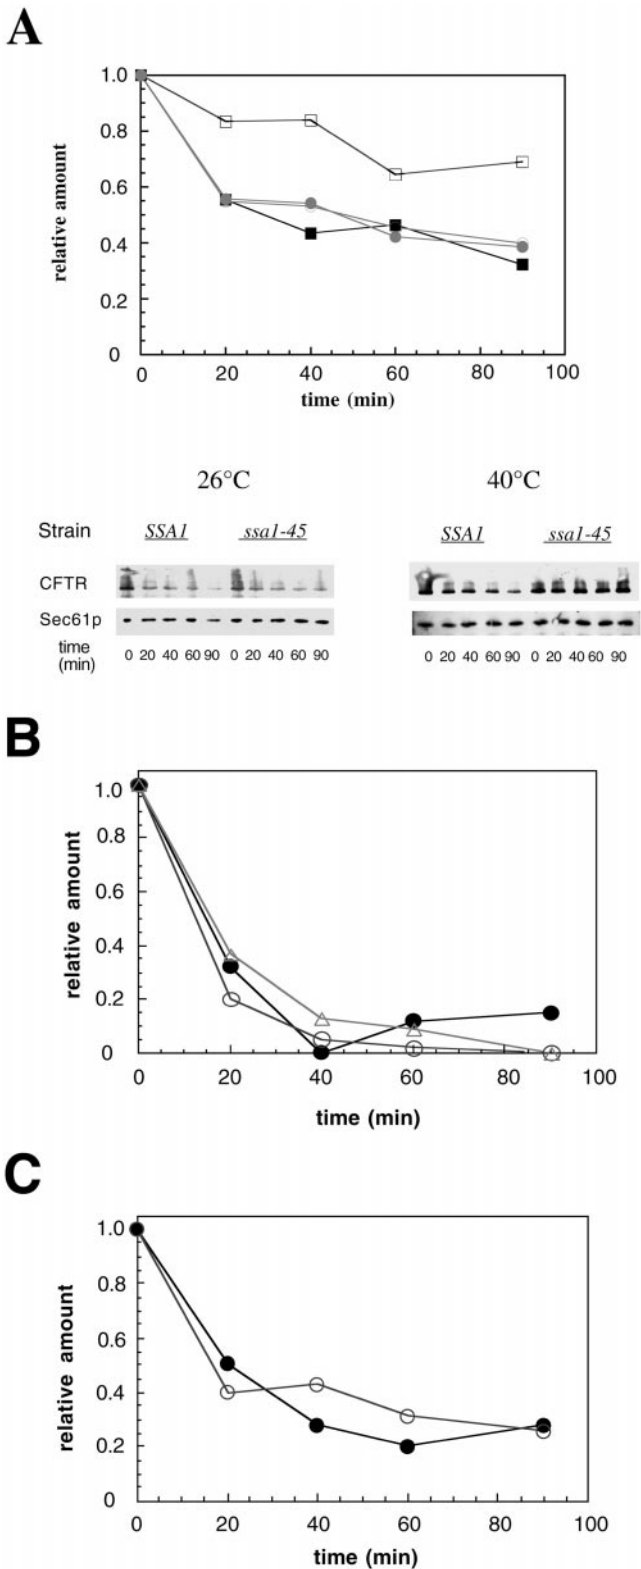 A
1.0
0.8
0.6
0.4
0.2
0
relative amount
0 20 40 60 80 100
time (min)
26°C 40°C
Strain SSA1 ssa1-45 SSA1 ssa1-45
CFTR
Sec61p
time
(min) 0 20 40 60 90 0 20 40 60 90 0 20 40 60 90 0 20 40 60 90
B
1.0
0.8
0.6
0.4
0.2
0
relative amount
0 20 40 60 80 100
time (min)
C
1.0
0.8
0.6
0.4
0.2
0
relative amount
0 20 40 60 80 100
time (min)